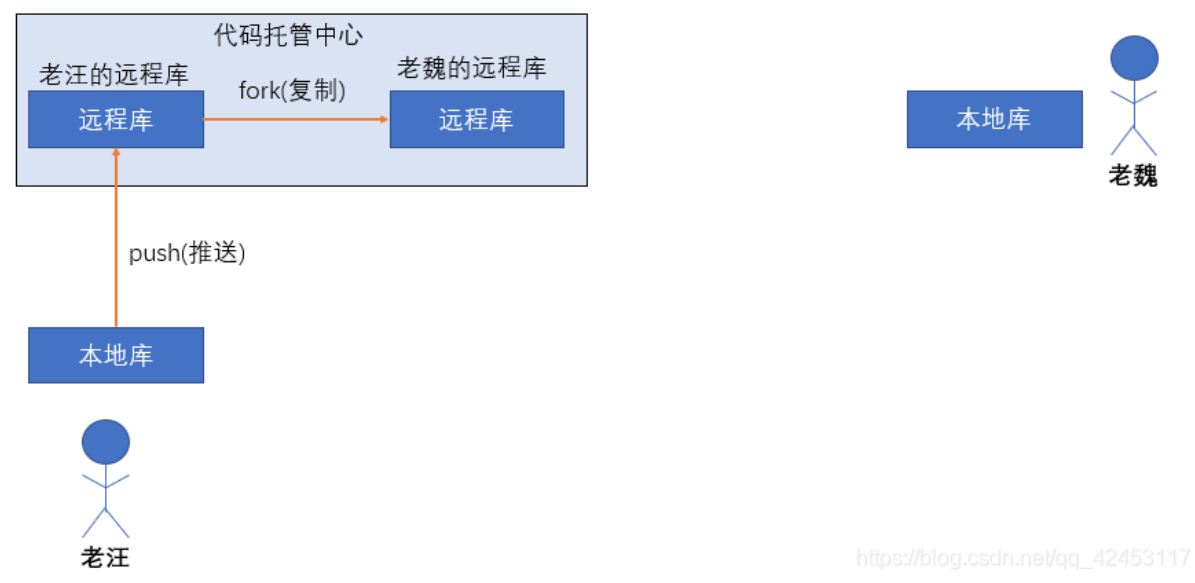 代码托管中心
老汪的远程库
老魏的远程库
fork(复制)
远程库
远程库
本地库
老魏
push(推送)
本地库
老汪
https://blog.csdn.net/qq_42453117